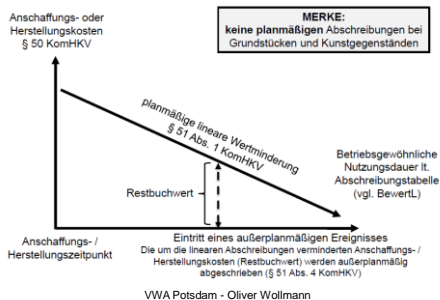 Anschaffungs- oder
Herstellungskosten
§ 50 KomHKV
MERKE:
keine planmäßigen Abschreibungen bei
Grundstücken und Kunstgegenständen
planmäßige lineare Wertminderung
§ 51 Abs. 1 KomHKV
Restbuchwert
Betriebsgewöhnliche
Nutzungsdauer lt.
Abschreibungstabelle
(vgl. BewertL)
Anschaffungs- /
Herstellungszeitpunkt
Eintritt eines außerplanmäßigen Ereignisses
Die um die linearen Abschreibungen verminderten Anschaffungs- /
Herstellungskosten (Restbuchwert) werden außerplanmäßig
abgeschrieben (§ 51 Abs. 4 KomHKV)
VWA Potsdam - Oliver Wollmann